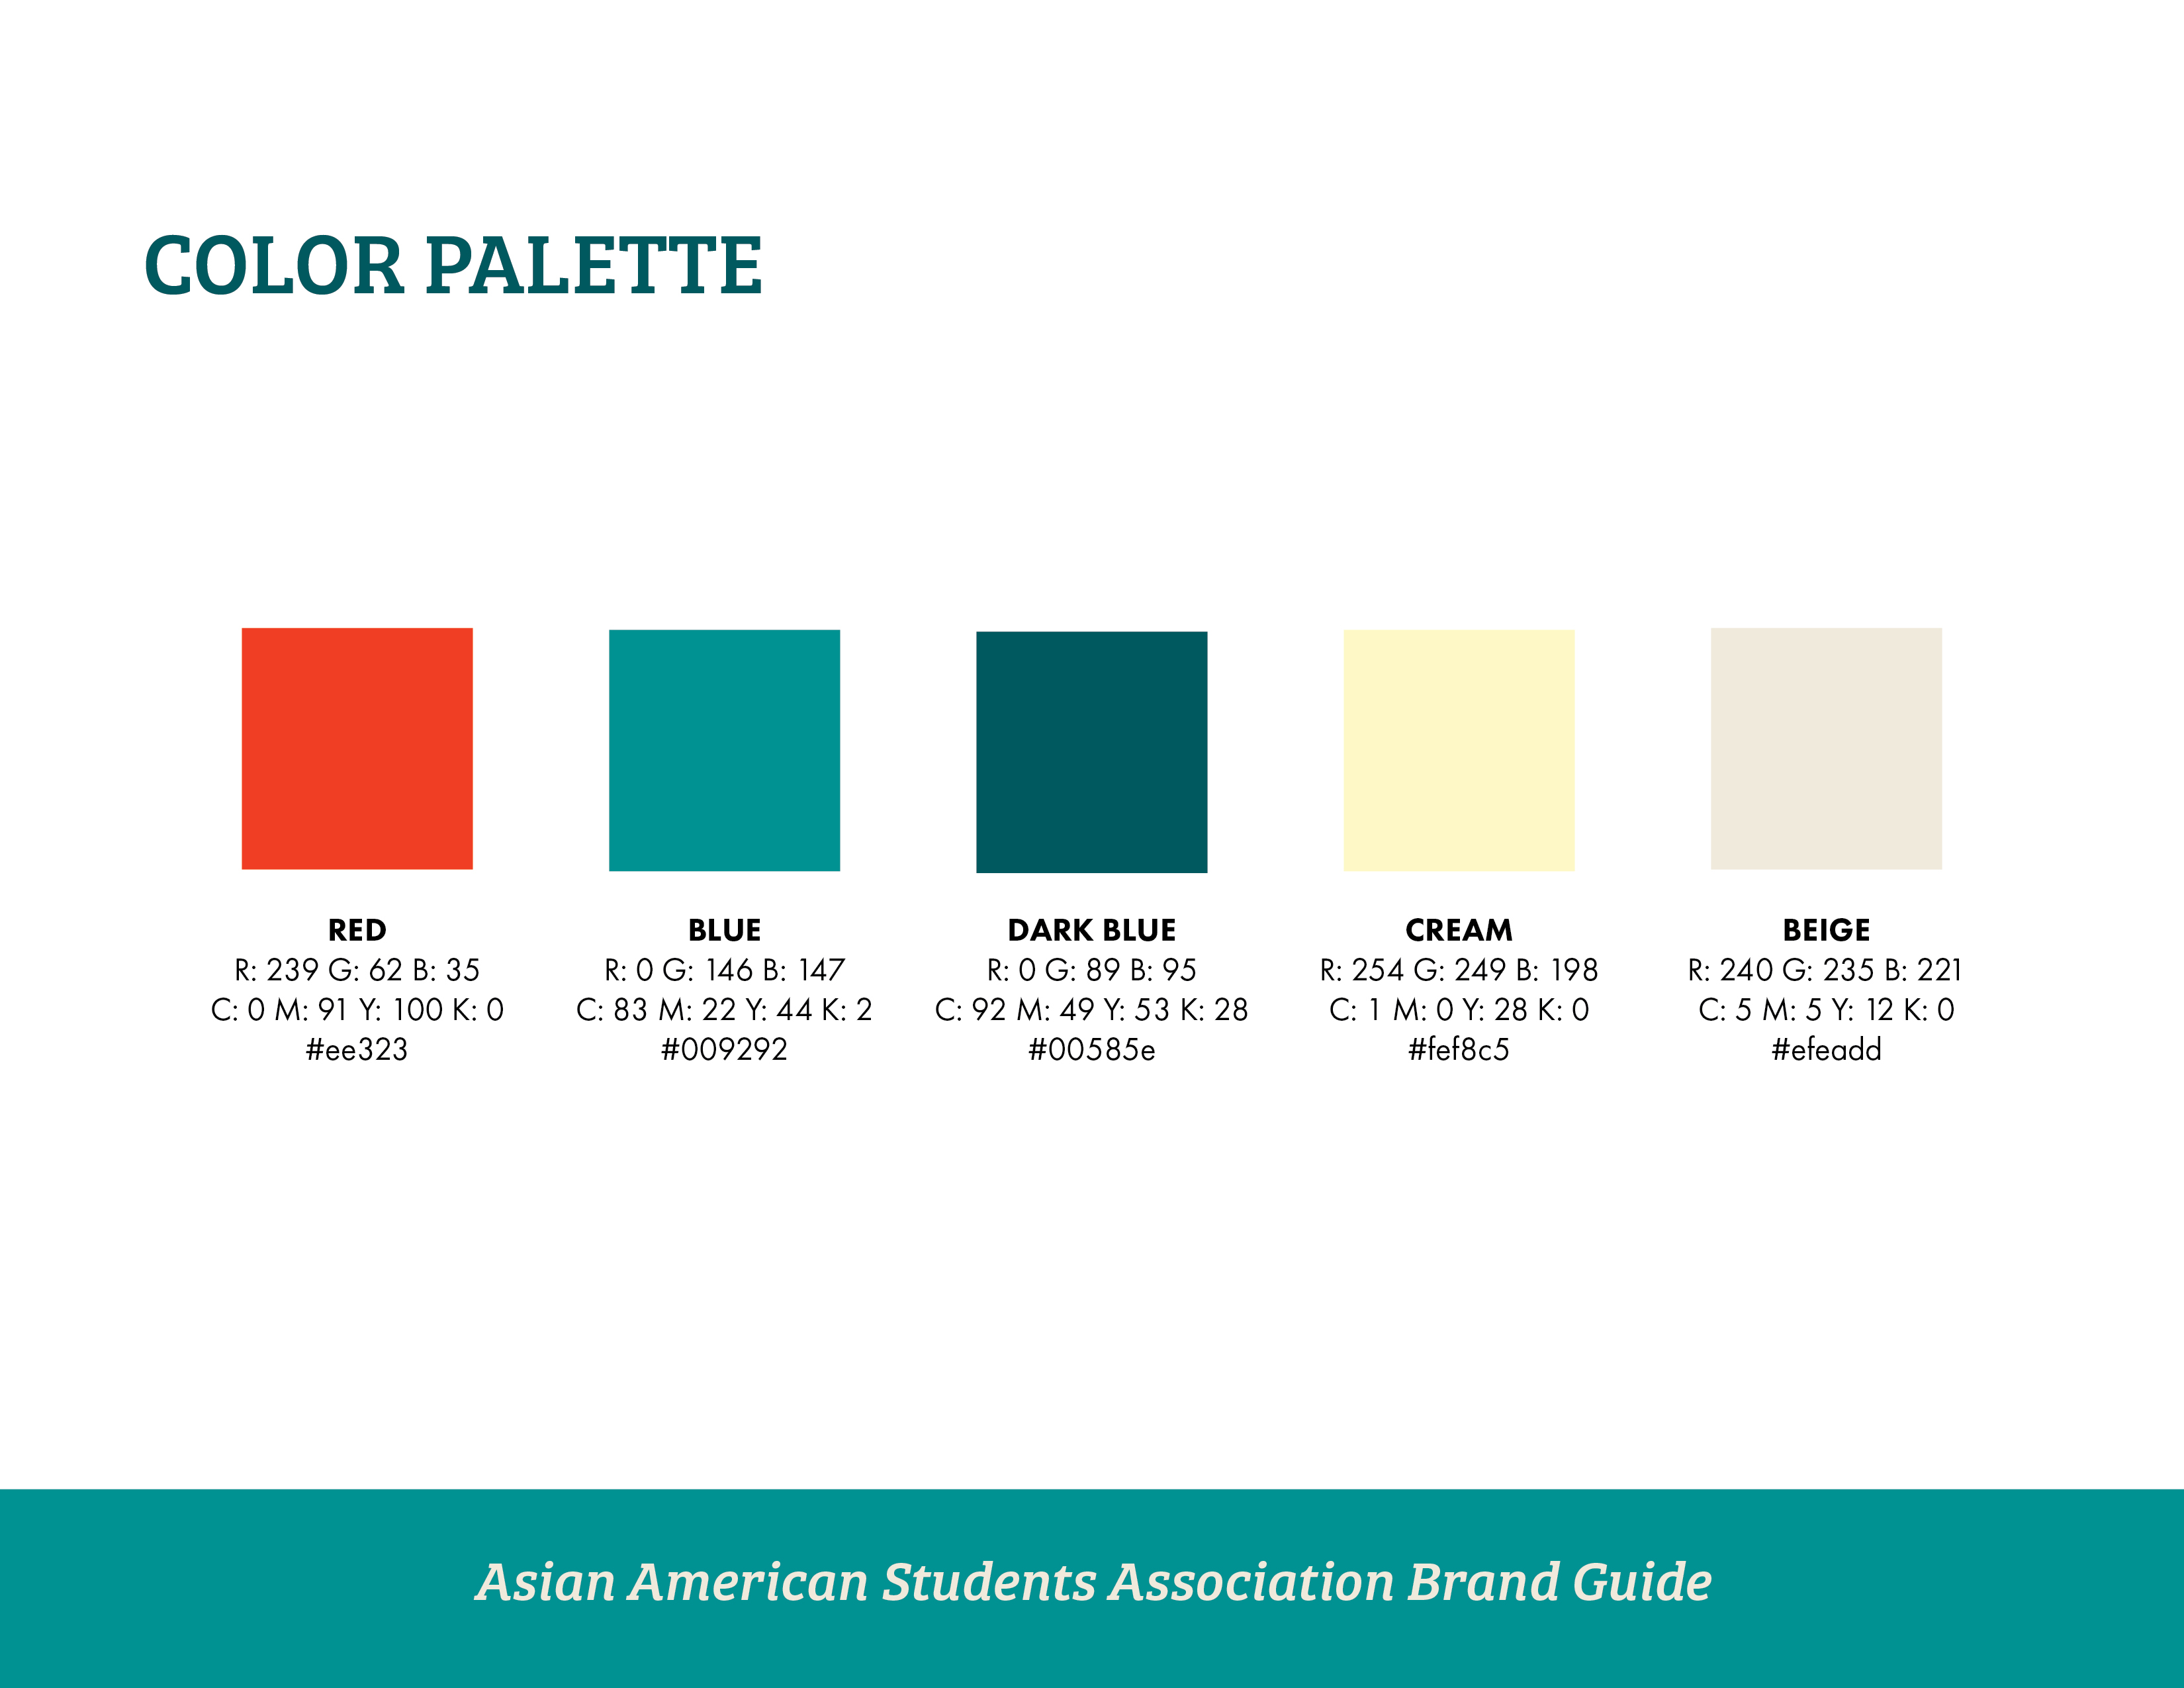 COLOR PALETTE
RED
R: 239 G: 62 B: 35
C: 0 M: 91 Y: 100 K: 0
#ee323
BLUE
R: 0 G: 146 B: 147
C: 83 M: 22 Y: 44 K: 2
#009292
DARK BLUE
R: 0 G: 89 B: 95
C: 92 M: 49 Y: 53 K: 28
#00585e
CREAM
R: 254 G: 249 B: 198
C: 1 M: 0 Y: 28 K: 0
#fef8c5
BEIGE
R: 240 G: 235 B: 221
C: 5 M: 5 Y: 12 K: 0
#efeadd
Asian American Students Association Brand Guide